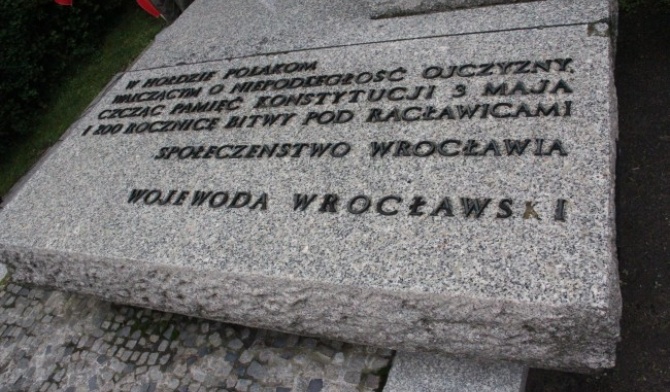 W HOŁDZIE POLAKOM
WALCZĄCYM O NIEPODLEGŁOŚĆ OJCZYZNY,
CZCZĄC PAMIĘĆ KONSTYTUCJI 3 MAJA
I 200 ROCZNICĘ BITWY POD RACŁAWICAMI
SPOŁECZEŃSTWO WROCŁAWIA
WOJEWODA WROCŁAWSKI